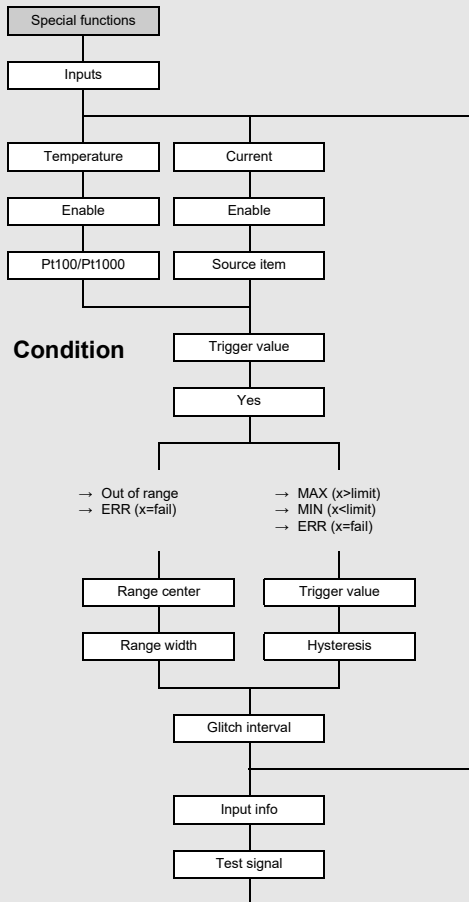 Special functions
Inputs
Temperature
Current
Enable
Enable
Pt100/Pt1000
Source item
Condition
Trigger value
Yes
→ Out of range
→ ERR (x=fail)
→ MAX (x>limit)
→ MIN (x<limit)
→ ERR (x=fail)
Range center
Trigger value
Range width
Hysteresis
Glitch interval
Input info
Test signal